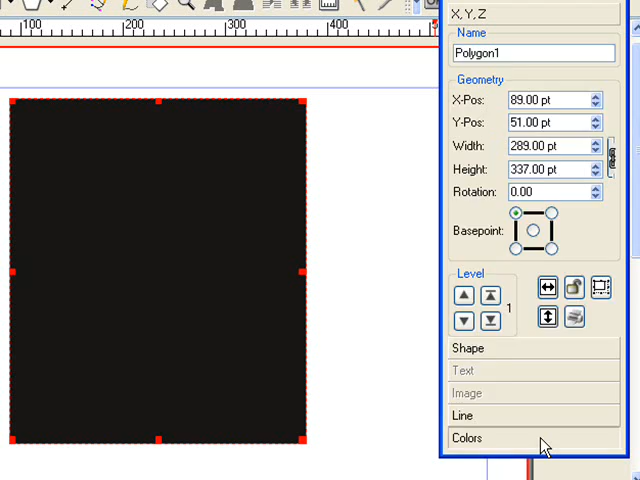 100 200 300 400
X, Y, Z
Name
Polygon1
Geometry
X-Pos: 89.00 pt
Y-Pos: 51.00 pt
Width: 289.00 pt
Height: 337.00 pt
Rotation: 0.00
Basepoint:
Level
1
Shape
Text
Image
Line
Colors